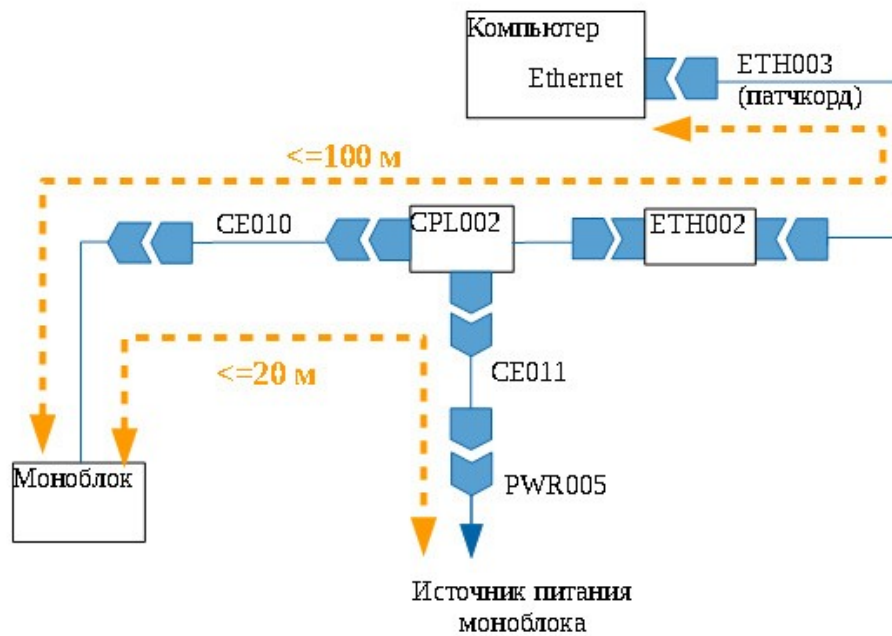 Компьютер
Ethernet
ETH003
(патчкорд)
<=100 м
CE010
CPL002
ETH002
<=20 м
CE011
Моноблок
PWR005
Источник питания
моноблока